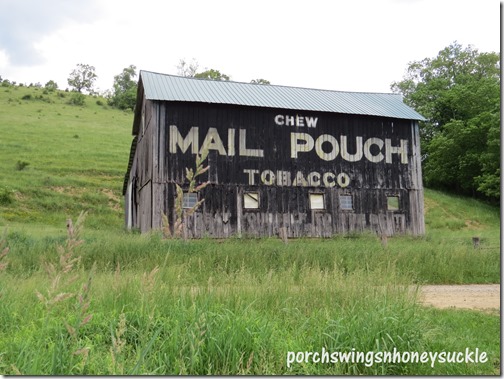 CHEW
MAIL POUCH
TOBACCO
porchswingsnhoneysuckle